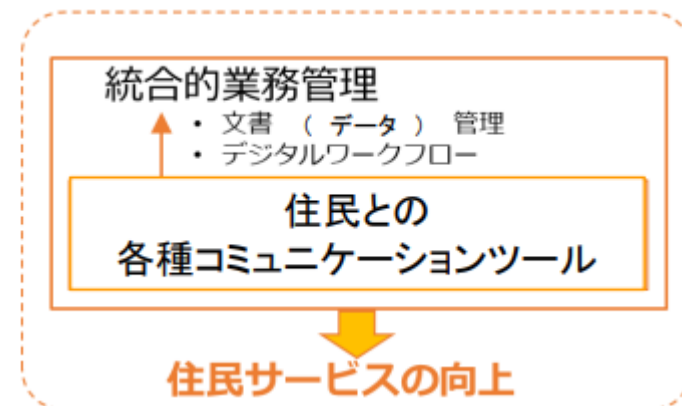 統合的業務管理
• 文書 （ データ ） 管理
• デジタルワークフロー
住民との
各種コミュニケーションツール
住民サービスの向上